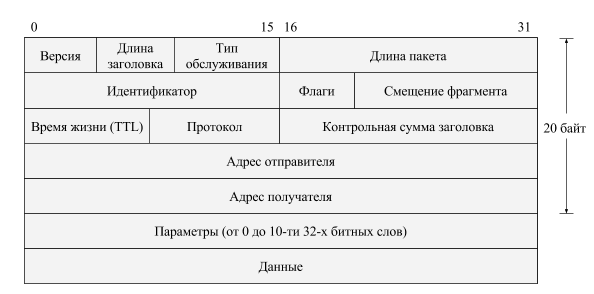 0 15 16 31
Версия Длина заголовка Тип обслуживания Длина пакета
Идентификатор Флаги Смещение фрагмента
Время жизни (TTL) Протокол Контрольная сумма заголовка
20 байт
Адрес отправителя
Адрес получателя
Параметры (от 0 до 10-ти 32-х битных слов)
Данные